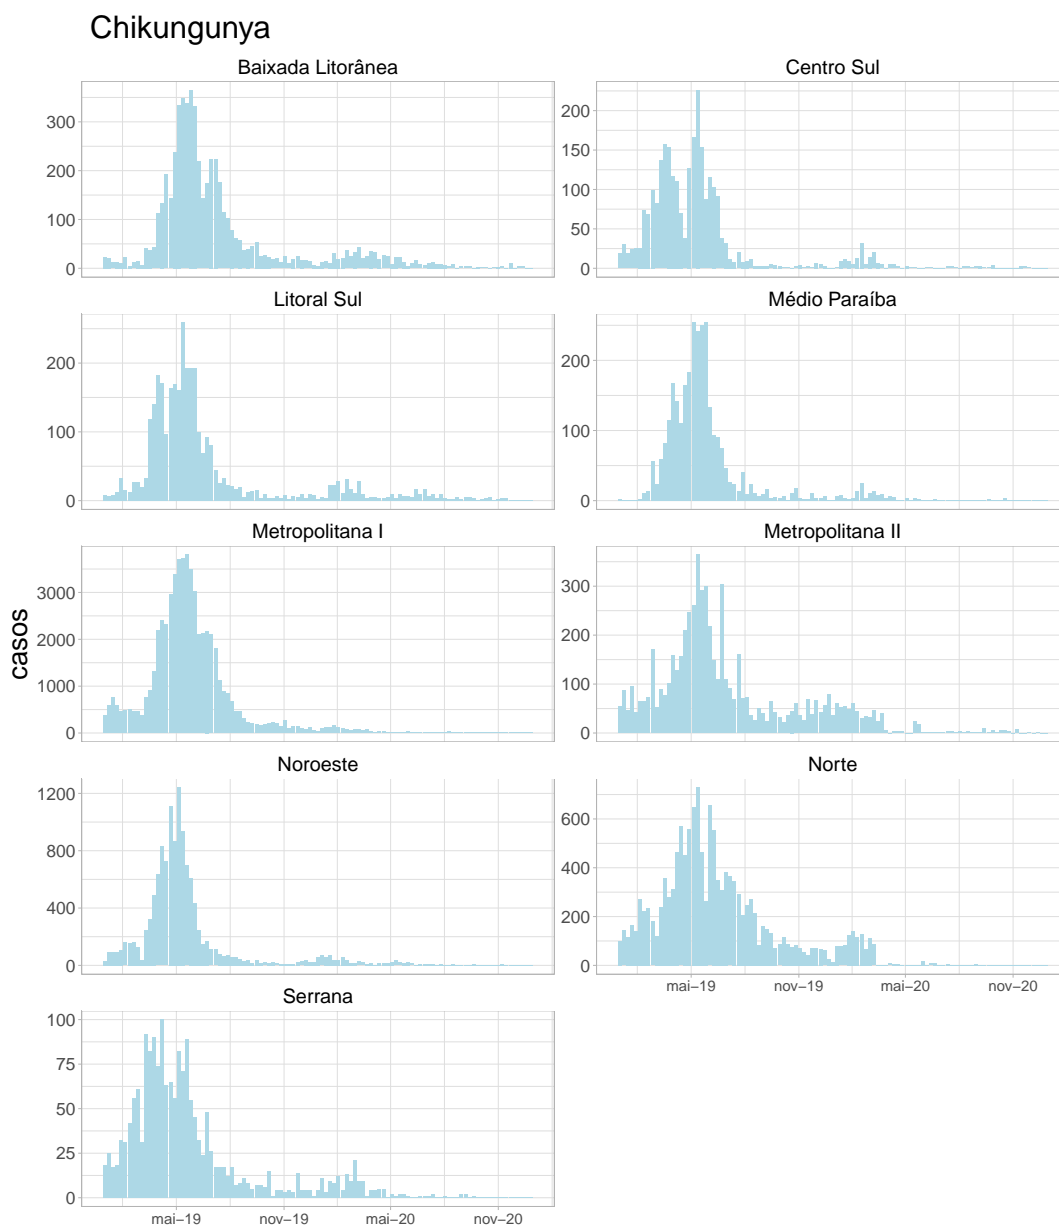 Chikungunya
Baixada Litorânea
Centro Sul
300
200
100
0
200
150
100
50
0
Litoral Sul
Médio Paraíba
200
100
0
200
100
0
Metropolitana I
Metropolitana II
casos
3000
2000
1000
0
300
200
100
0
Noroeste
Norte
1200
800
400
0
600
400
200
0
mai−19 nov−19 mai−20 nov−20
Serrana
100
75
50
25
0
mai−19 nov−19 mai−20 nov−20